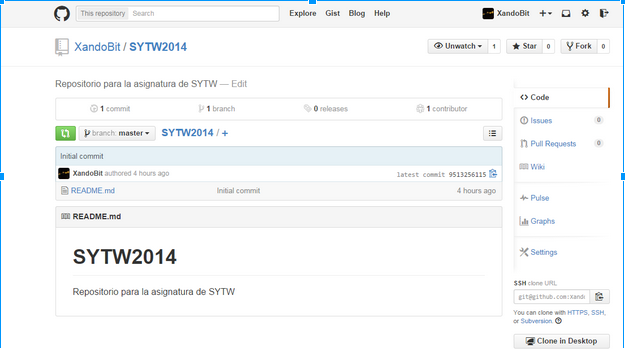 This repository Search Explore Gist Blog Help XandoBit
XandoBit / SYTW2014 Unwatch 1 Star 0 Fork 0
Repositorio para la asignatura de SYTW — Edit
1 commit 1 branch 0 releases 1 contributor
branch: master SYTW2014 / +
Initial commit
XandoBit authored 4 hours ago latest commit 9513256115
README.md Initial commit 4 hours ago
README.md
SYTW2014
Repositorio para la asignatura de SYTW
Code
Issues 0
Pull Requests 0
Wiki
Pulse
Graphs
Settings
SSH clone URL
git@github.com:Xando
You can clone with HTTPS, SSH,
or Subversion.
Clone in Desktop